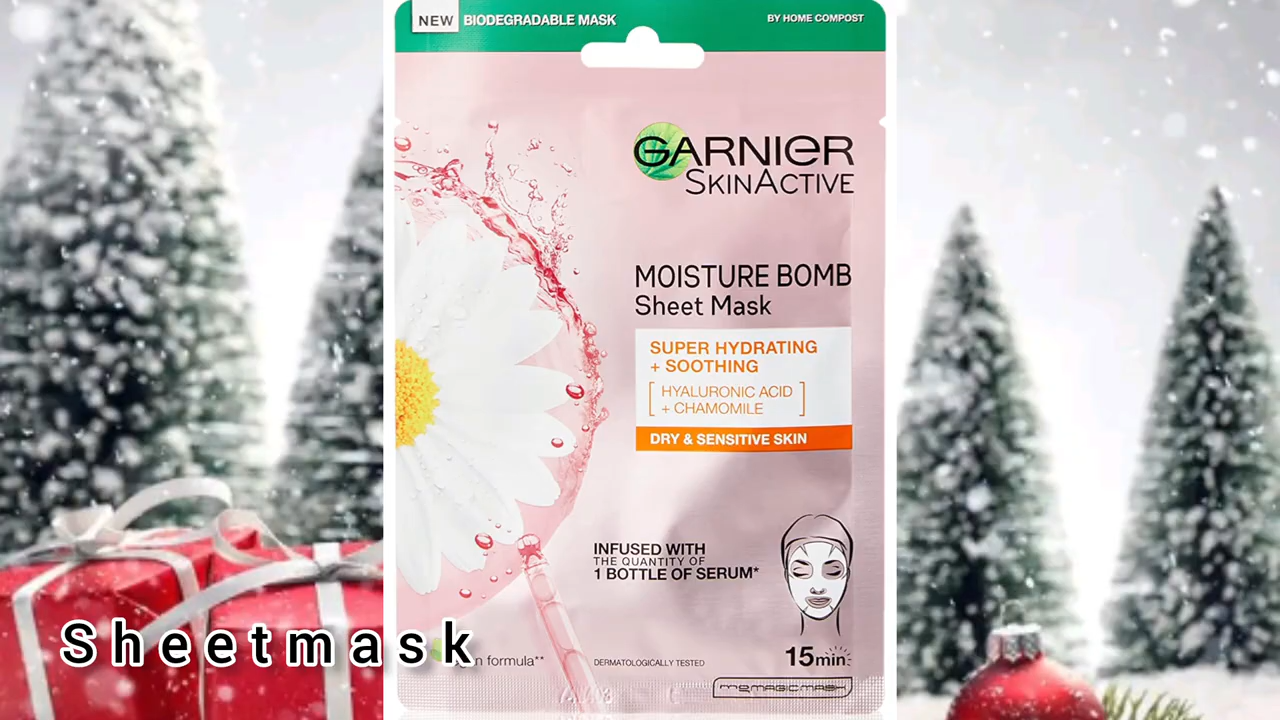 NEW BIODEGRADABLE MASK BY HOME COMPOST
GARNIER
SKINACTIVE
MOISTURE BOMB
Sheet Mask
SUPER HYDRATING
+ SOOTHING
[ HYALURONIC ACID
+ CHAMOMILE ]
DRY & SENSITIVE SKIN
INFUSED WITH
THE QUANTITY OF
1 BOTTLE OF SERUM*
Sheetmask
formula**
DERMATOLOGICALLY TESTED
15min